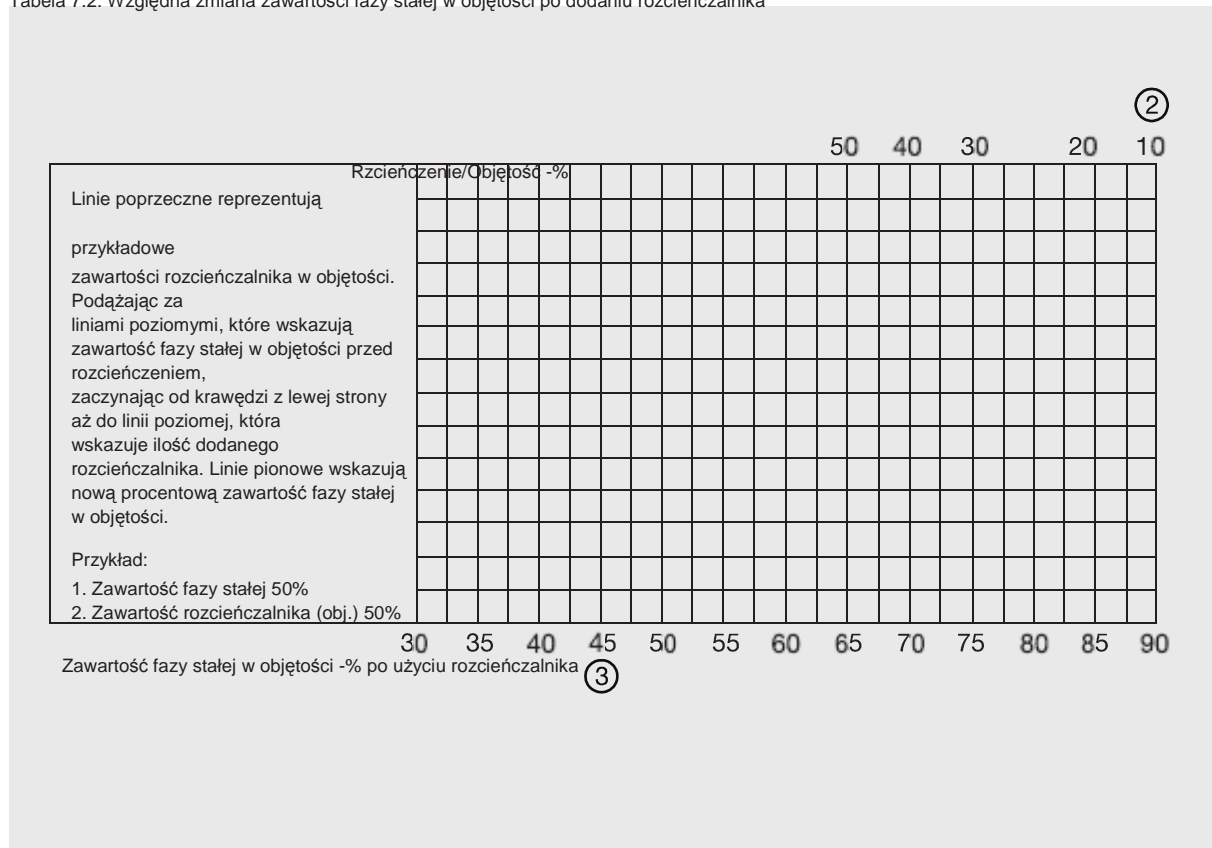 Tabela 7.2. Względna zmiana zawartości fazy stałej w objętości po dodaniu rozcieńczalnika
2
50 40 30 20 10
Rzcieńczenie/Objętość -%
Linie poprzeczne reprezentują
przykładowe
zawartości rozcieńczalnika w objętości.
Podążając za
liniami poziomymi, które wskazują
zawartość fazy stałej w objętości przed
rozcieńczeniem,
zaczynając od krawędzi z lewej strony
aż do linii poziomej, która
wskazuje ilość dodanego
rozcieńczalnika. Linie pionowe wskazują
nową procentową zawartość fazy stałej
w objętości.
Przykład:
1. Zawartość fazy stałej 50%
2. Zawartość rozcieńczalnika (obj.) 50%
30 35 40 45 50 55 60 65 70 75 80 85 90
Zawartość fazy stałej w objętości -% po użyciu rozcieńczalnika
3